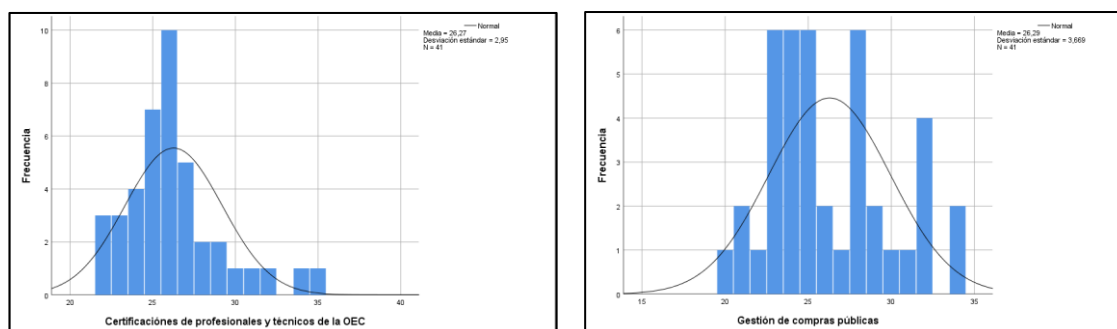 Normal
Media = 26,27
Desviación estándar = 2,95
N = 41
10
8
6
4
2
0
Frecuencia
20 25 30 35 40
Certificaciónes de profesionales y técnicos de la OEC
Normal
Media = 26,29
Desviación estándar = 3,669
N = 41
6
5
4
3
2
1
0
Frecuencia
15 20 25 30 35
Gestión de compras públicas